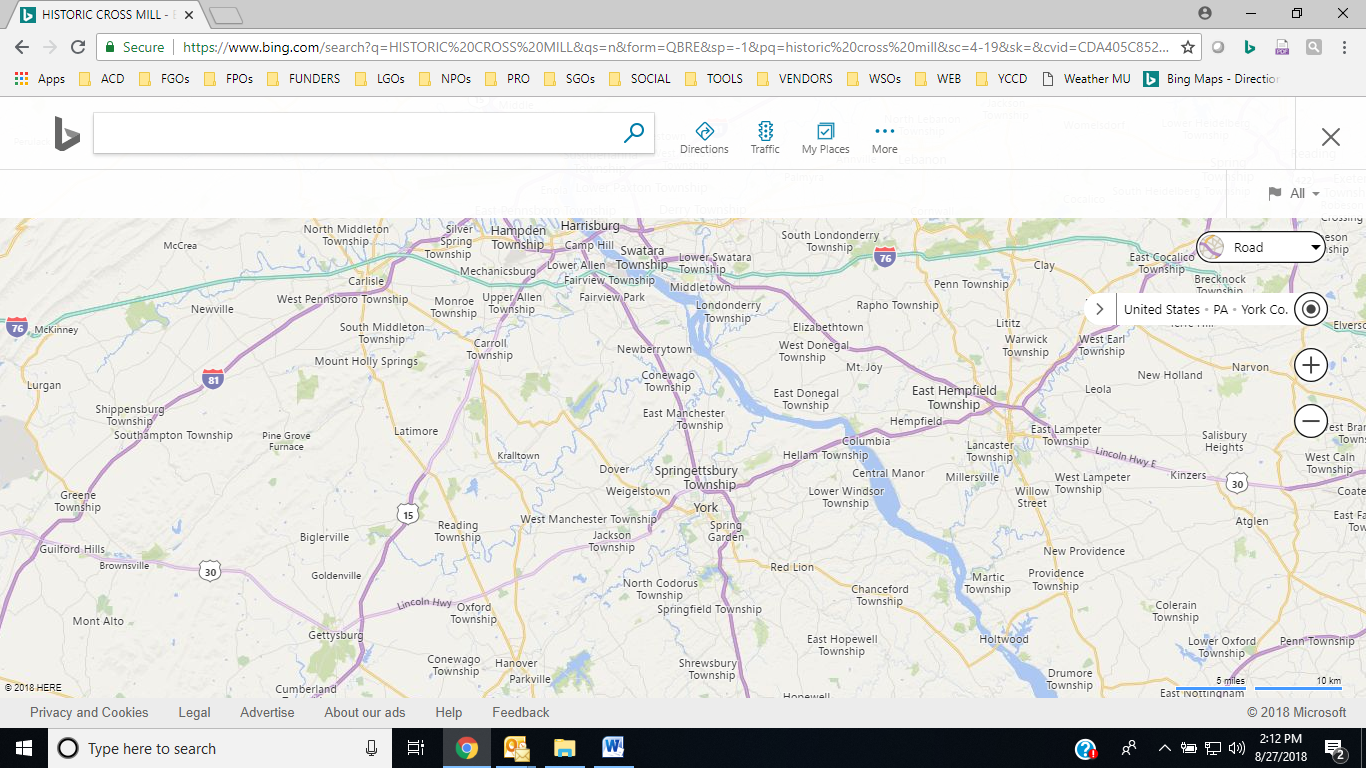 HISTORIC CROSS MILL - 
Secure
https://www.bing.com/search?q=HISTORIC%20CROSS%20MILL&qs=n&form=QBRE&sp=-1&pq=historic%20cross%20mill&sc=4-19&sk=&cvid=CDA405C852...
Apps ACD FGOs FPOs FUNDERS LGOs NPOs PRO SGOs SOCIAL TOOLS VENDORS WSOs WEB YCCD Weather MU Bing Maps - Directio
Directions Traffic My Places More
All
Road
United States • PA • York Co.
McCrea
North Middleton
Township
Silver
Spring
Township
Hampden
Township
Harrisburg
Camp Hill
Swatara
Township
Lower Swatara
Township
South Londonderry
Township
76
Clay
East Cocalico
Township
Brecknock
Township
Carlisle
Mechanicsburg
Lower Allen
Fairview Township
Middletown
Penn Township
West Pennsboro Township
Newville
Monroe
Township
Upper Allen
Township
Fairview Park
Londonderry
Township
Rapho Township
76
McKinney
South Middleton
Township
Elizabethtown
Lititz
Warwick
Township
West Earl
Township
Mount Holly Springs
Carroll
Township
Newberrytown
West Donegal
Township
Mt. Joy
New Holland
Narvon
Lurgan
81
Conewago
Township
East Donegal
Township
East Hempfield
Township
Leola
Shippensburg
Township
Southampton Township
Pine Grove
Furnace
Latimore
East Manchester
Township
Columbia
Hempfield
East Lampeter
Township
Salisbury
Heights
Kralltown
Dover
Springettsbury
Township
Hellam Township
Central Manor
Lancaster
Township
Lincoln Hwy E
Kinzers
30
Greene
Township
Weigelstown
York
Lower Windsor
Township
Millersville
Willow
Street
West Lampeter
Township
15
Reading
Township
West Manchester Township
Jackson
Township
Spring
Garden
Atglen
Guilford Hills
Biglerville
Brownsville
30
Goldenville
Red Lion
New Providence
North Codorus
Township
Chanceford
Township
Martic
Township
Providence
Township
Mont Alto
Lincoln Hwy
Oxford
Township
Springfield Township
Colerain
Township
Gettysburg
East Hopewell
Township
Holtwood
Lower Oxford
Township
Penn Township
Conewago
Township
Hanover
Parkville
Shrewsbury
Township
Drumore
Township
Cumberland
Hopewell
East Nottingham
© 2018 HERE
5 miles 10 km
Privacy and Cookies Legal Advertise About our ads Help Feedback © 2018 Microsoft
Type here to search
2:12 PM
8/27/2018
2